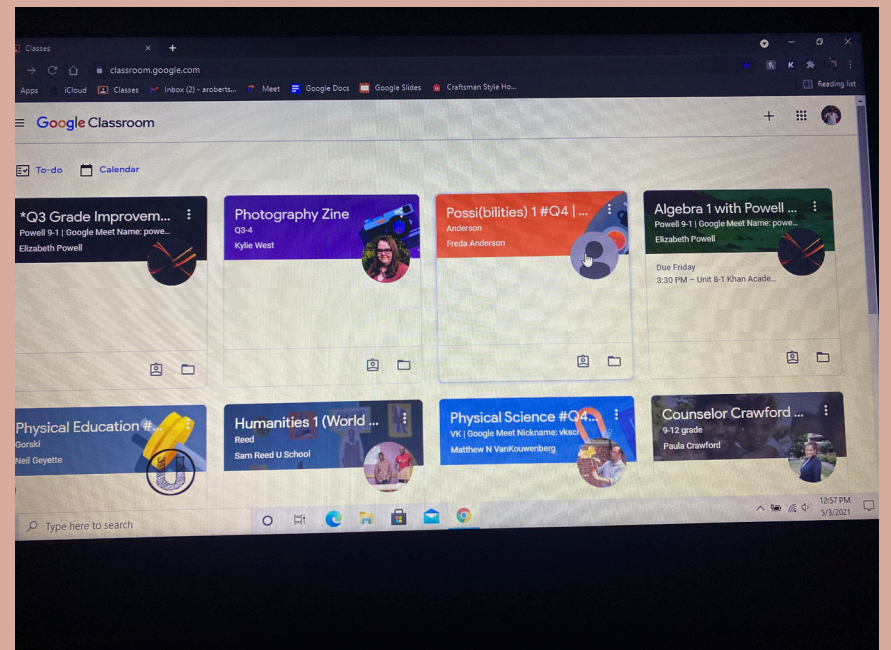 Classes
classroom.google.com
Apps iCloud Classes Inbox (2) - aroberts... Meet Google Docs Google Slides Craftsman Style Ho... Reading list
Google Classroom
To-do Calendar
*Q3 Grade Improvem...
Powell 9-1 | Google Meet Name: powe...
Elizabeth Powell
Photography Zine
Q3-4
Kylie West
Possi(bilities) 1 #Q4 | ...
Anderson
Freda Anderson
Algebra 1 with Powell ...
Powell 9-1 | Google Meet Name: powe...
Elizabeth Powell
Due Friday
3:30 PM – Unit 8-1 Khan Acade...
Physical Education #...
Gorski
Neil Geyette
Humanities 1 (World ...
Reed
Sam Reed U School
Physical Science #Q4...
VK | Google Meet Nickname: vksci
Matthew N VanKouwenberg
Counselor Crawford ...
9-12 grade
Paula Crawford
Type here to search
12:57 PM
5/3/2021